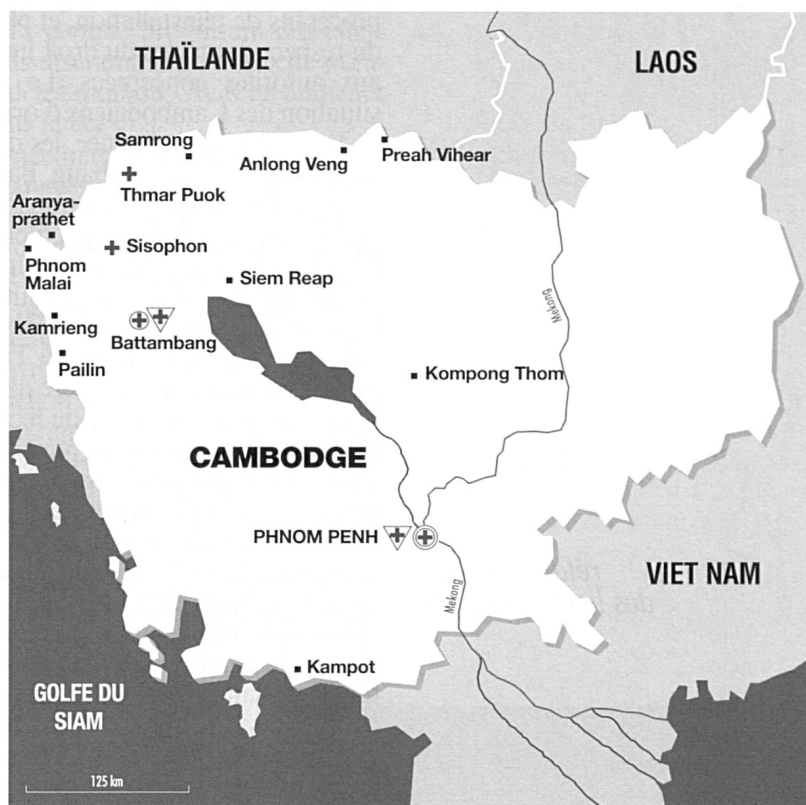 THAÏLANDE
LAOS
Samrong
Anlong Veng
Preah Vihear
Thmar Puok
Aranya-
prathet
Sisophon
Phnom
Malai
Siem Reap
Mekong
Kamrieng
Battambang
Pailin
Kompong Thom
CAMBODGE
PHNOM PENH
VIET NAM
Mekong
Kampot
GOLFE DU
SIAM
125 km